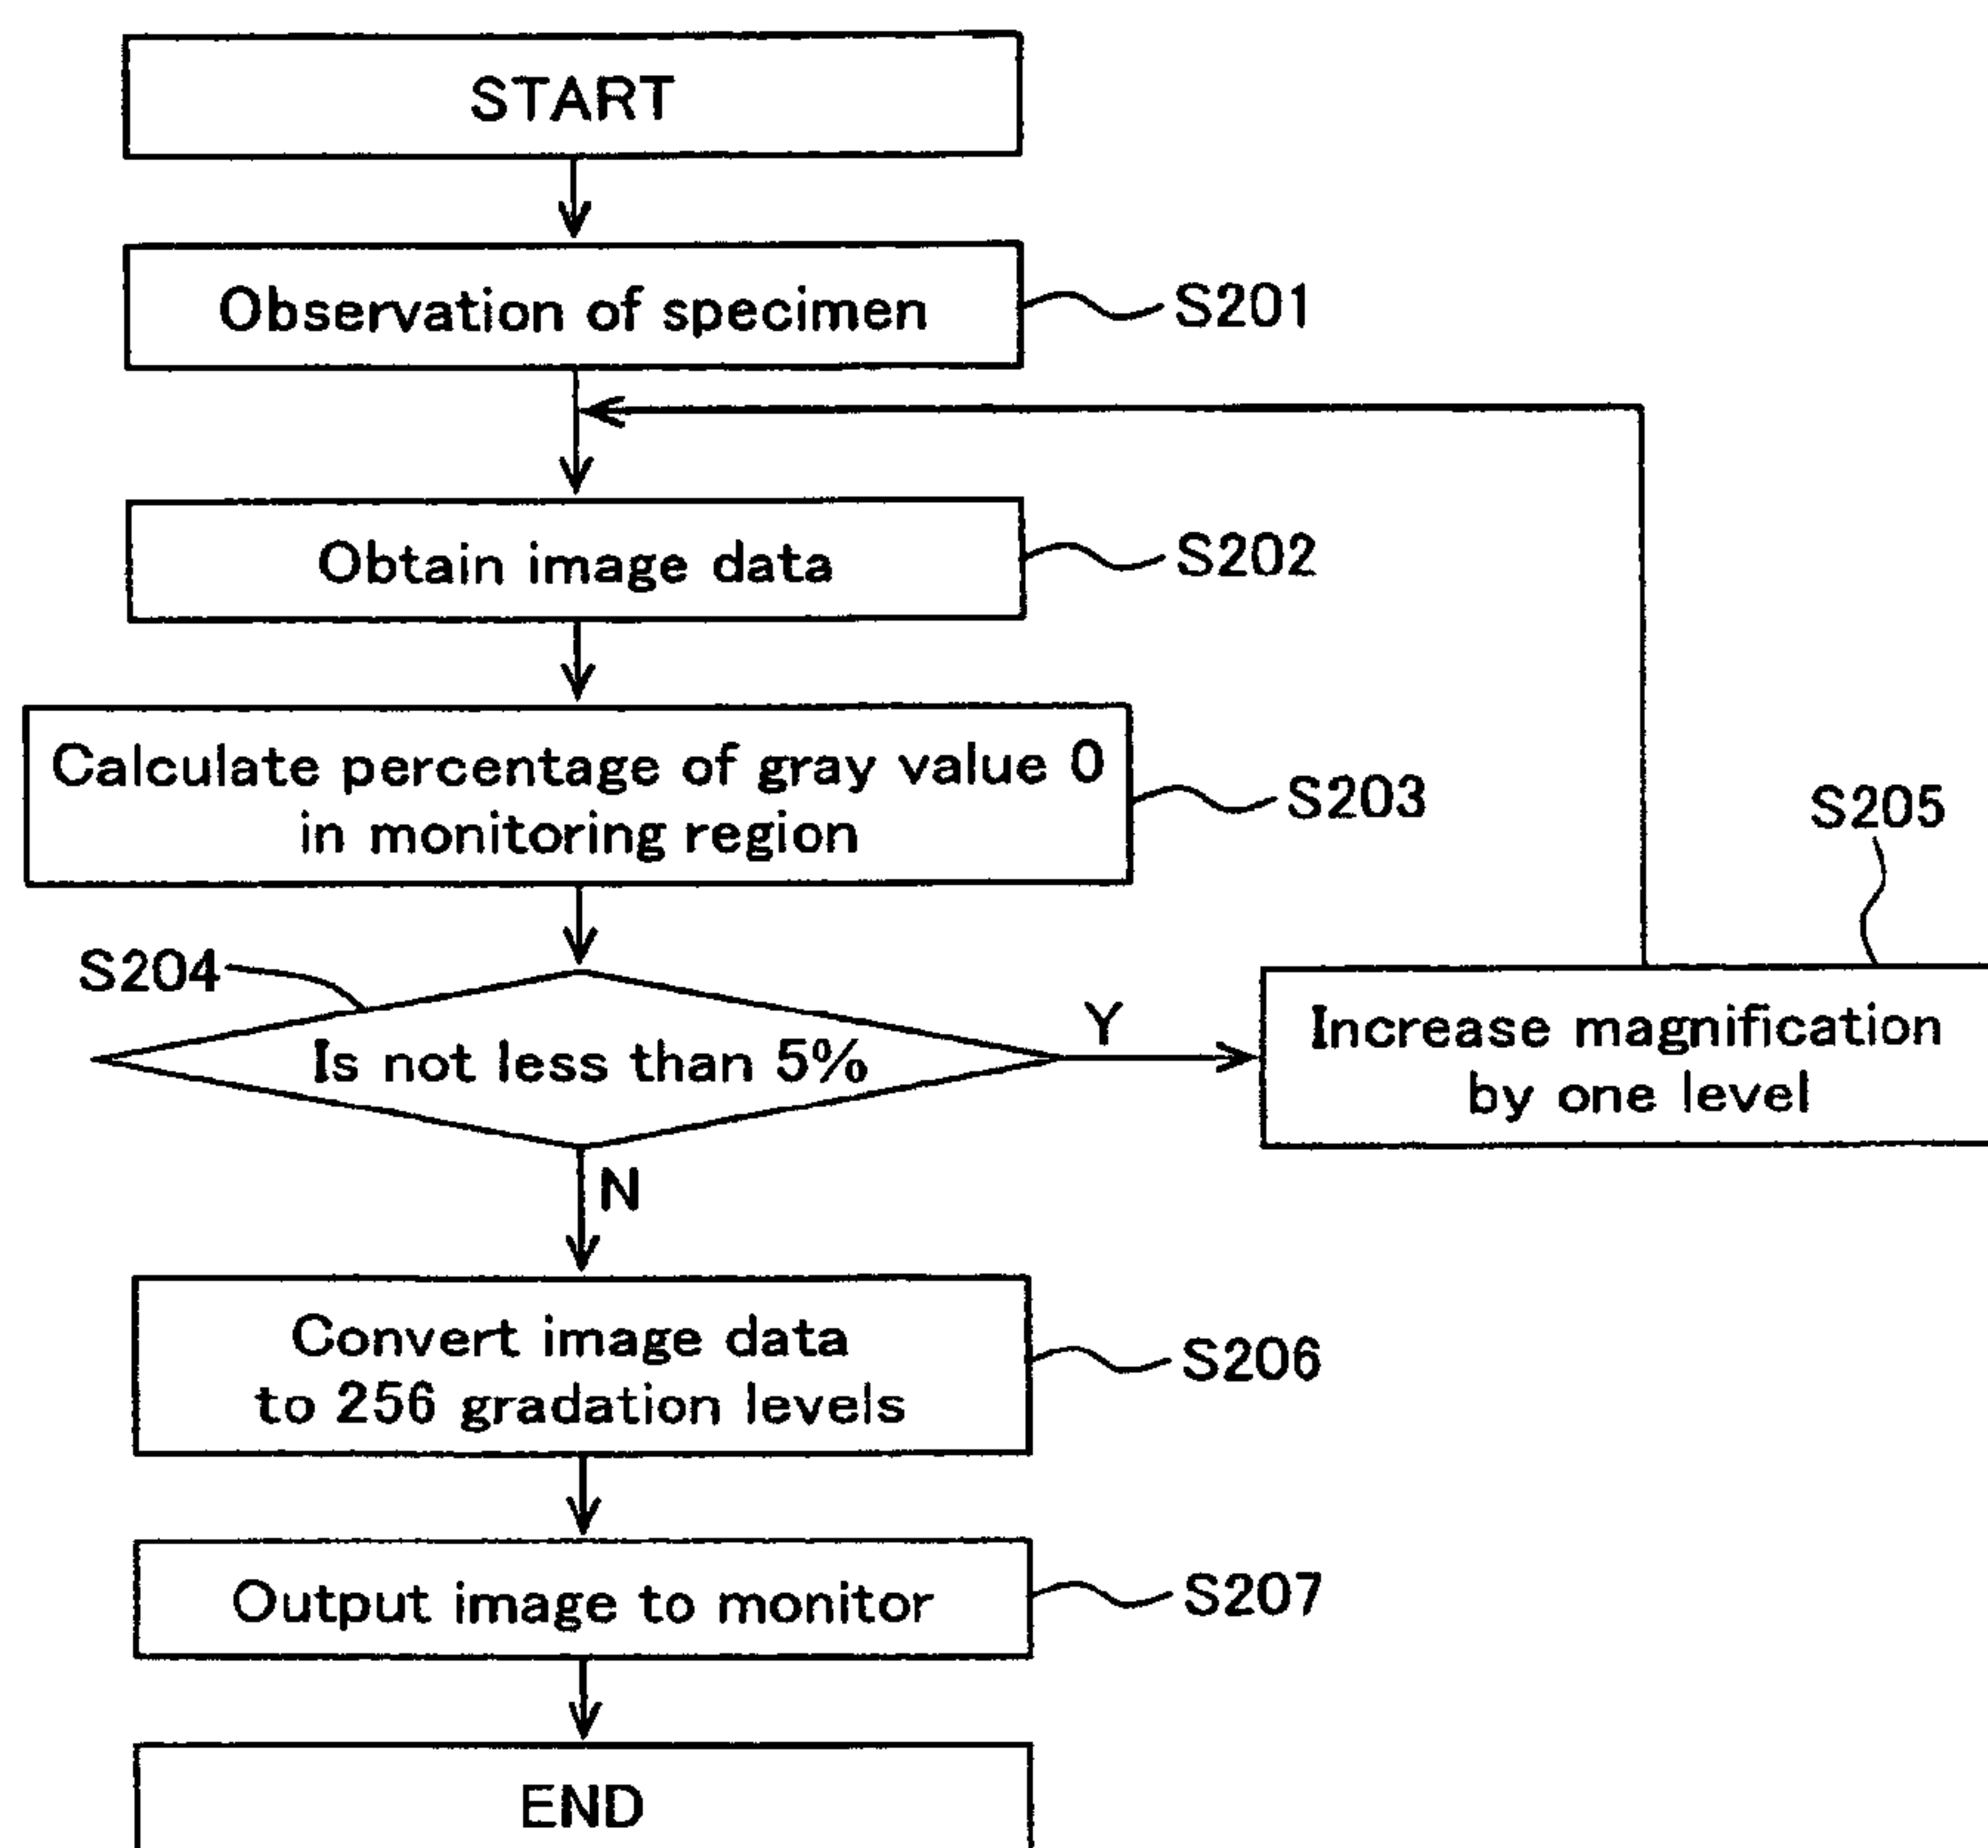 START
Observation of specimen
S201
Obtain image data
S202
Calculate percentage of gray value 0
in monitoring region
S203
S204
Is not less than 5%
Y
S205
Increase magnification
by one level
N
Convert image data
to 256 gradation levels
S206
Output image to monitor
S207
END